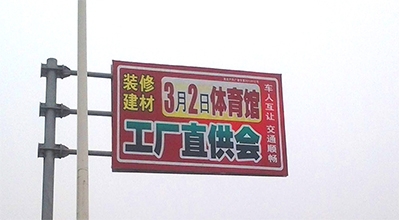 装修
建材
3月2日体育馆
工厂直供会
车人互让 交通顺畅